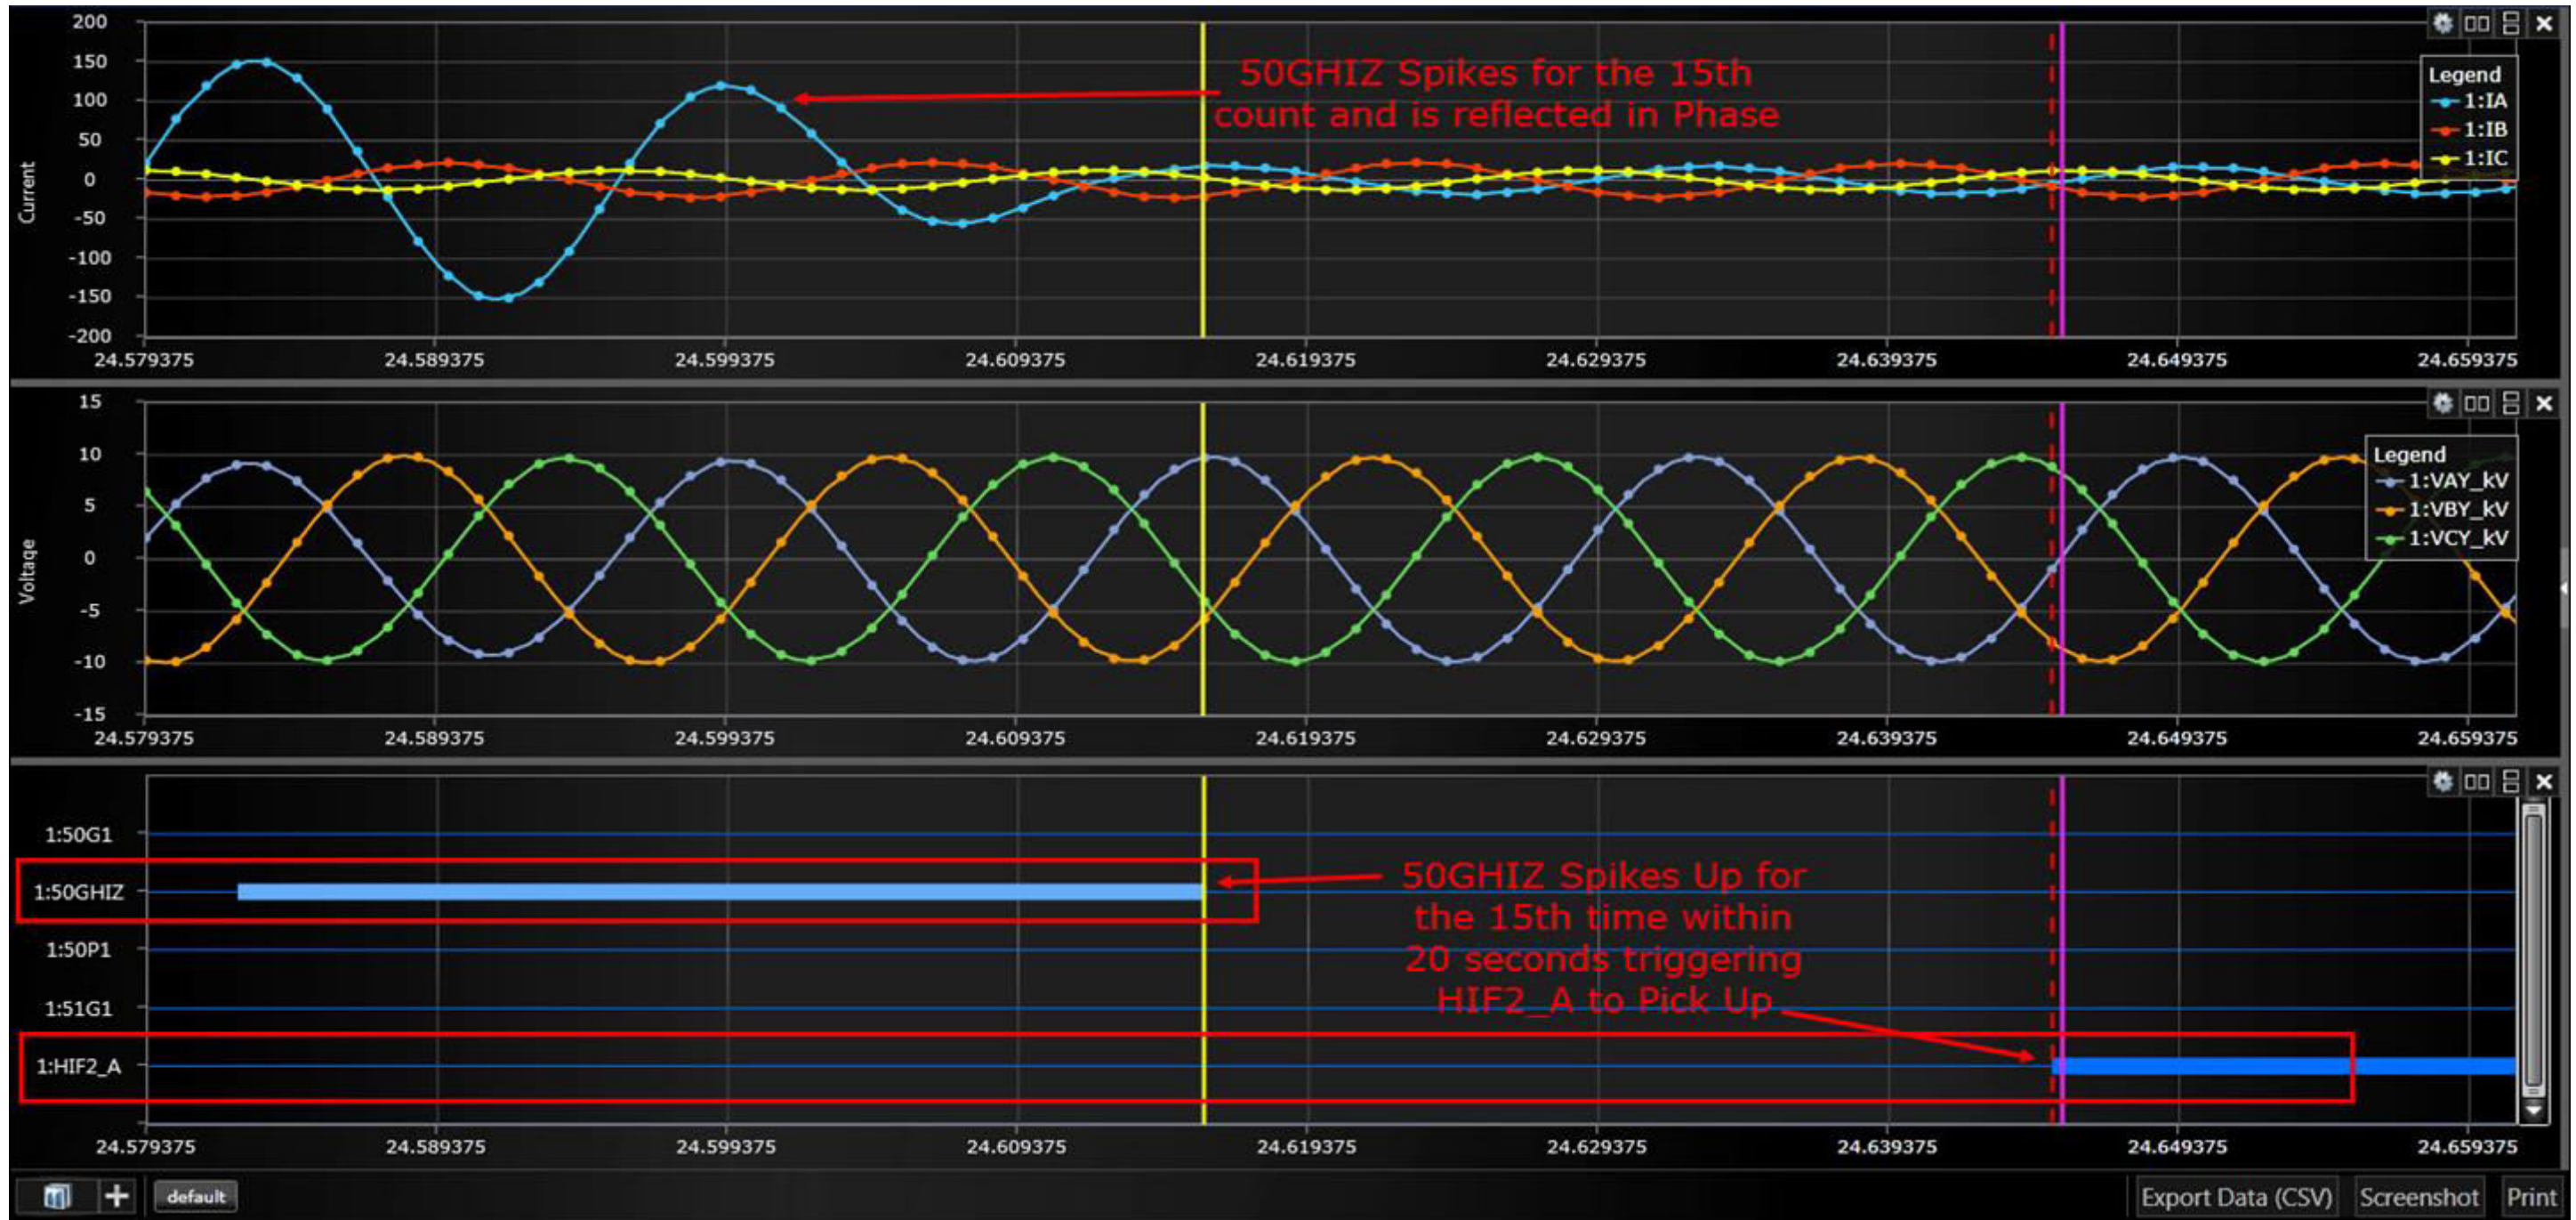 200
150
100
50
0
-50
-100
-150
-200
Current
50GHIZ Spikes for the 15th
count and is reflected in Phase
Legend
1:IA
1:IB
1:IC
24.579375 24.589375 24.599375 24.609375 24.619375 24.629375 24.639375 24.649375 24.659375
15
10
5
0
-5
-10
-15
Voltage
Legend
1:VAY_kV
1:VBY_kV
1:VCY_kV
24.579375 24.589375 24.599375 24.609375 24.619375 24.629375 24.639375 24.649375 24.659375
1:50G1
1:50GHIZ
1:50P1
1:51G1
1:HIF2_A
50GHIZ Spikes Up for
the 15th time within
20 seconds triggering
HIF2_A to Pick Up
24.579375 24.589375 24.599375 24.609375 24.619375 24.629375 24.639375 24.649375 24.659375
default
Export Data (CSV) Screenshot Print